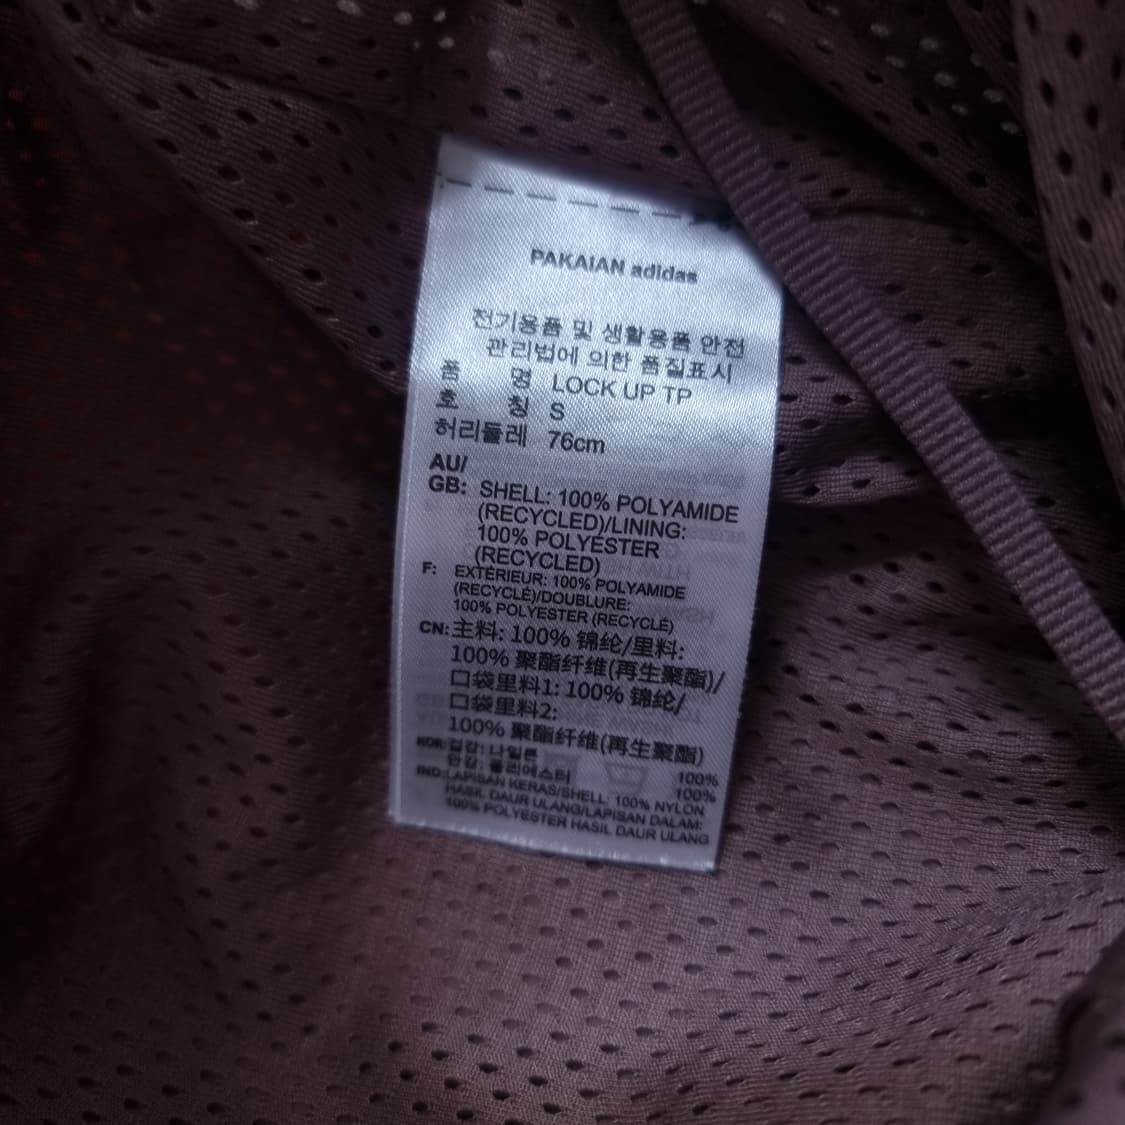 PAKAIAN adidas
전기용품 및 생활용품 안전
관리법에 의한 품질표시
품 명 LOCK UP TP
호 칭 S
허리둘레 76cm
AU/
GB: SHELL: 100% POLYAMIDE
(RECYCLED)/LINING:
100% POLYESTER
(RECYCLED)
F: EXTÉRIEUR: 100% POLYAMIDE
(RECYCLÉ)/DOUBLURE:
100% POLYESTER (RECYCLÉ)
CN: 主料: 100% 锦纶/里料:
100% 聚酯纤维(再生聚酯)/
口袋里料1: 100% 锦纶/
口袋里料2:
100% 聚酯纤维(再生聚酯)
KOR: 겉감: 나일론 100%
안감: 폴리에스터 100%
IND: LAPISAN KERAS/SHELL: 100% NYLON
HASIL DAUR ULANG/LAPISAN DALAM:
100% POLYESTER HASIL DAUR ULANG